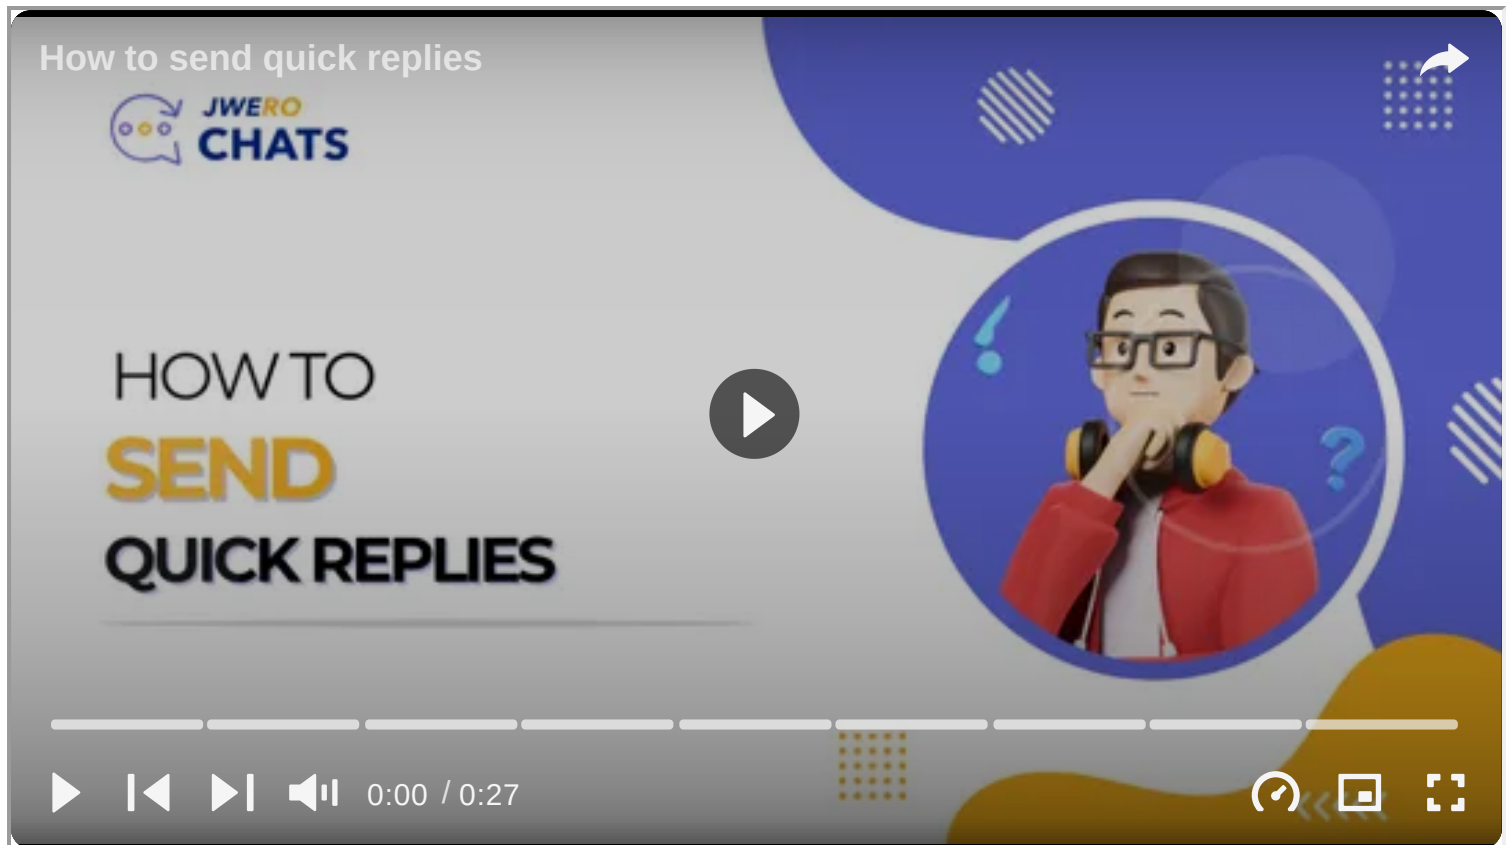 How to send quick replies
JWERO
CHATS
HOW TO
SEND
QUICK REPLIES
0:00 / 0:27